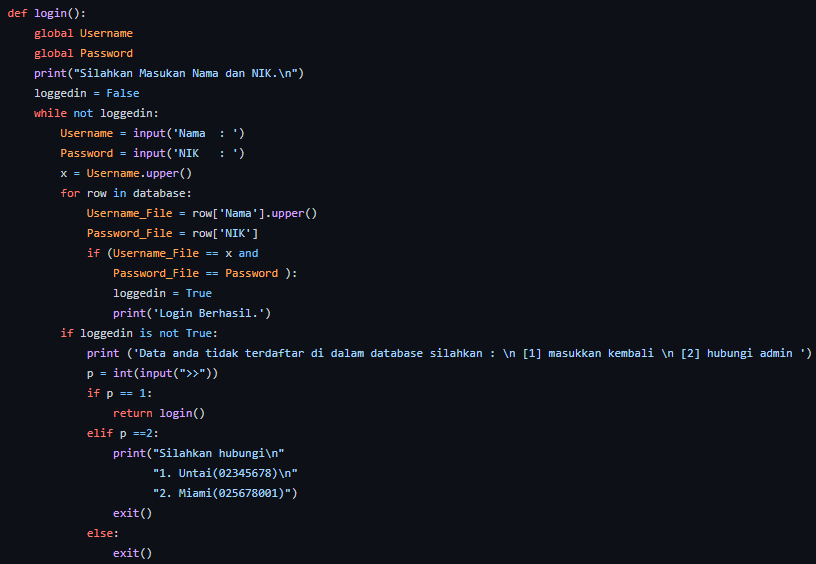 def login():
    global Username
    global Password
    print("Silahkan Masukan Nama dan NIK.\n")
    loggedin = False
    while not loggedin:
        Username = input('Nama  : ')
        Password = input('NIK   : ')
        x = Username.upper()
        for row in database:
            Username_File = row['Nama'].upper()
            Password_File = row['NIK']
            if (Username_File == x and
                Password_File == Password ):
                loggedin = True
                print('Login Berhasil.')
        if loggedin is not True:
            print ('Data anda tidak terdaftar di dalam database silahkan : \n [1] masukkan kembali \n [2] hubungi admin ')
            p = int(input(">>"))
            if p == 1:
                return login()
            elif p ==2:
                print("Silahkan hubungi\n"
                      "1. Untai(02345678)\n"
                      "2. Miami(025678001)")
                exit()
            else:
                exit()